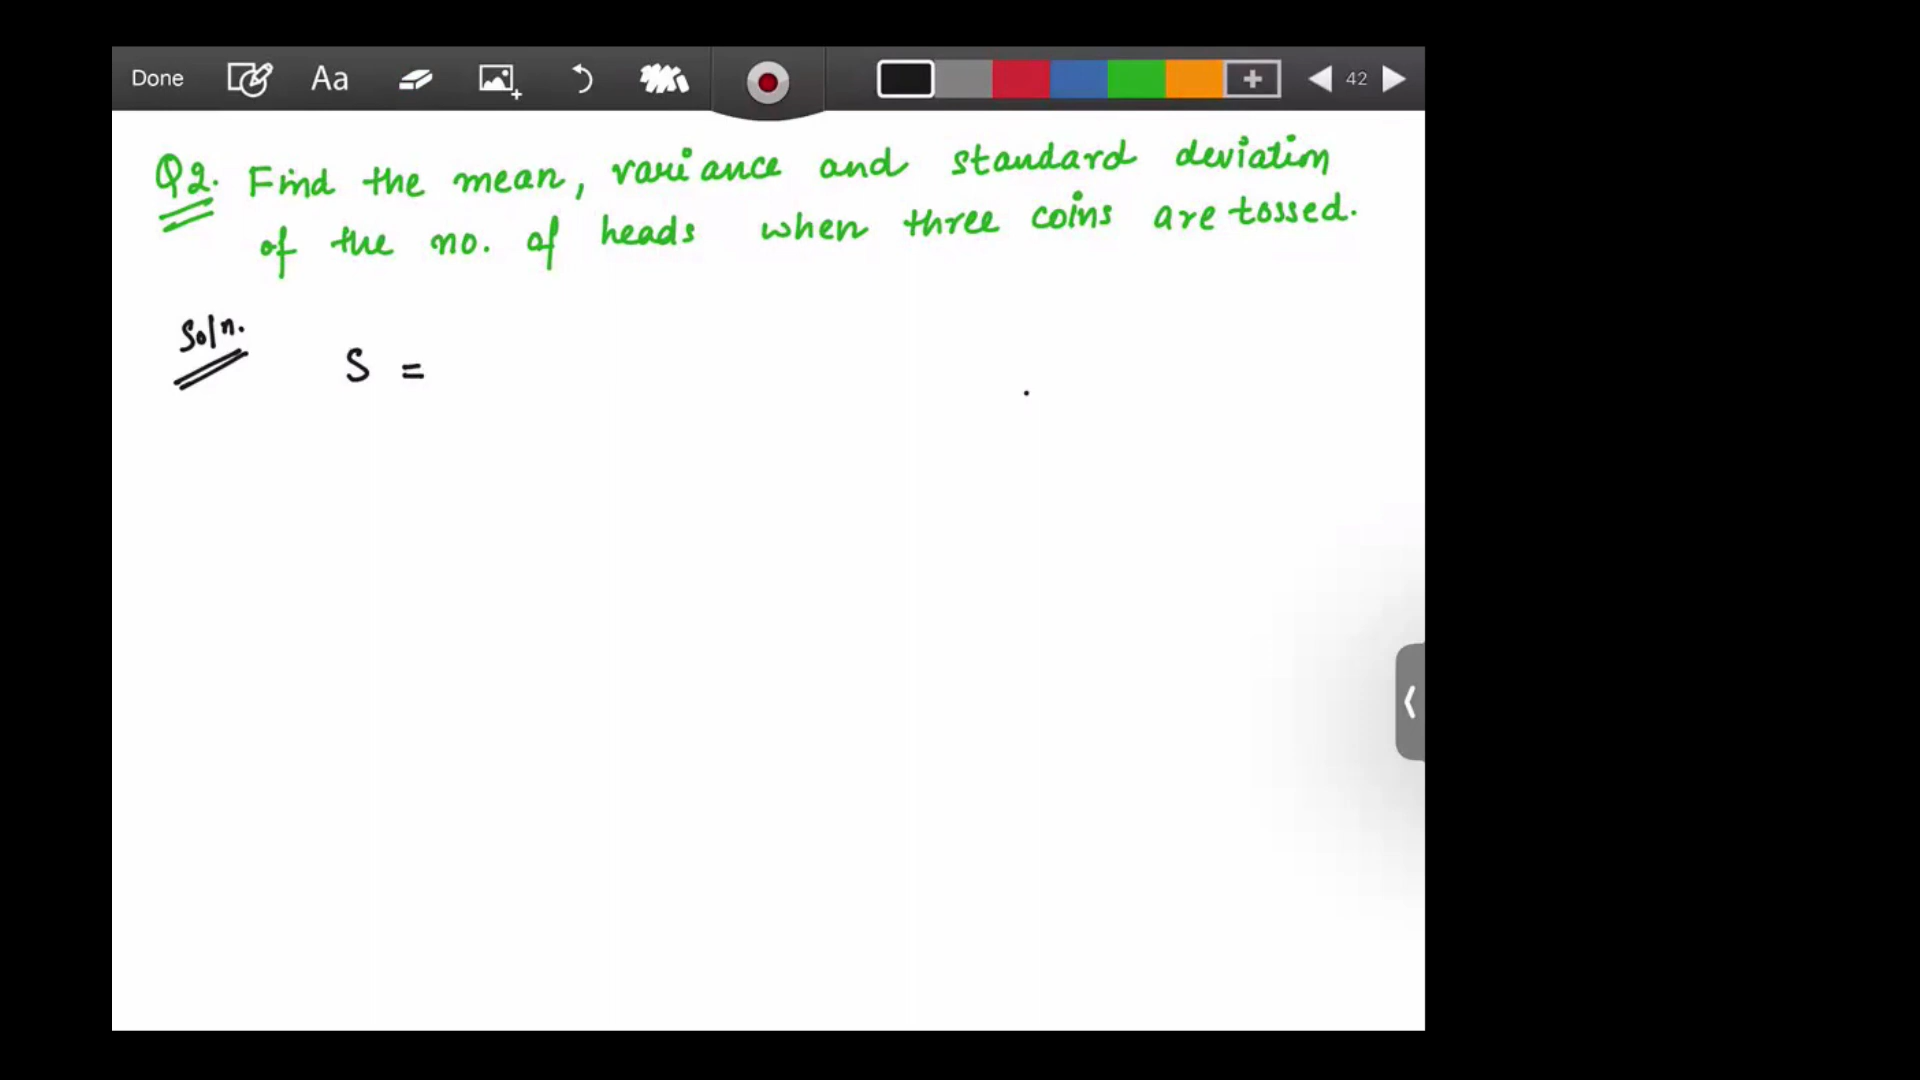 Done Aa 42
Q2. Find the mean, variance and standard deviation
of the no. of heads when three coins are tossed.
Soln.
S =